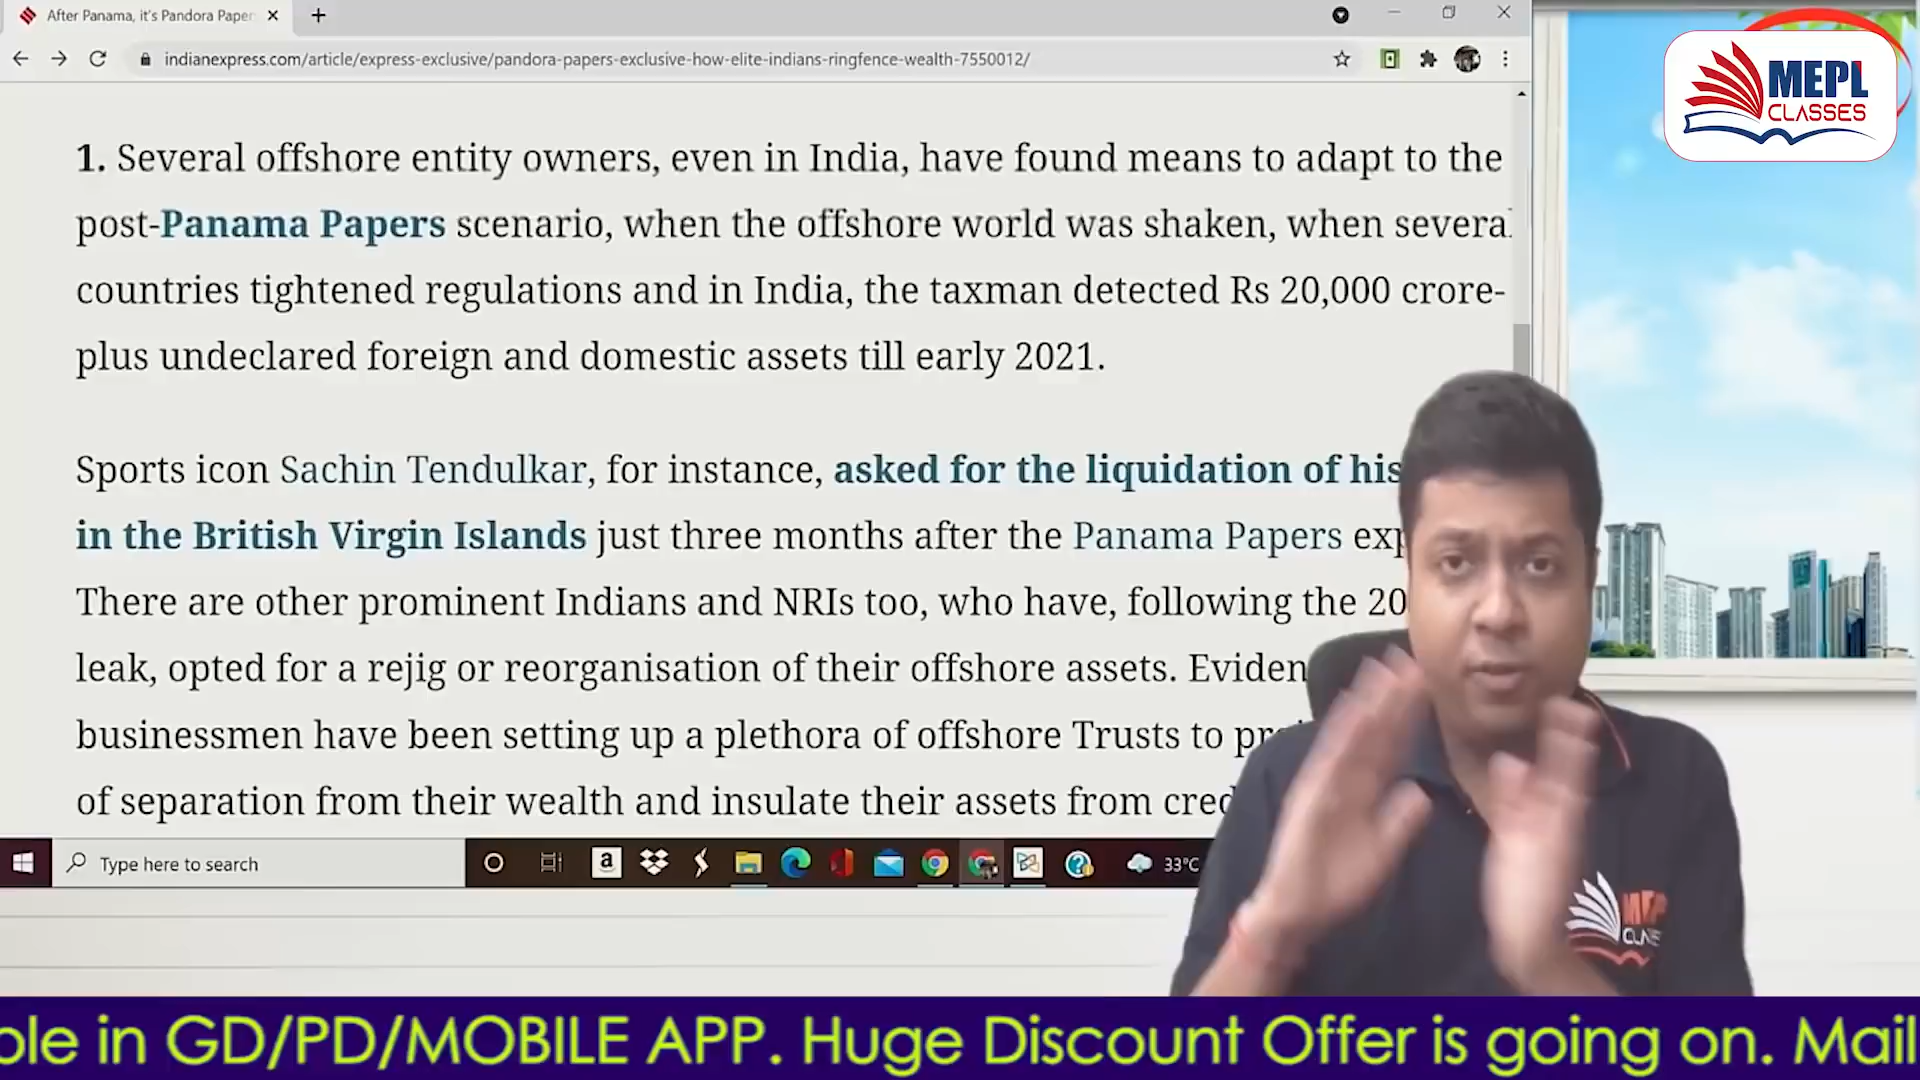 After Panama, it's Pandora Paper
indianexpress.com/article/express-exclusive/pandora-papers-exclusive-how-elite-indians-ringfence-wealth-7550012/
MEPL
CLASSES
1. Several offshore entity owners, even in India, have found means to adapt to the
post-Panama Papers scenario, when the offshore world was shaken, when several
countries tightened regulations and in India, the taxman detected Rs 20,000 crore-
plus undeclared foreign and domestic assets till early 2021.
Sports icon Sachin Tendulkar, for instance, asked for the liquidation of his
in the British Virgin Islands just three months after the Panama Papers
There are other prominent Indians and NRIs too, who have, following the 20
leak, opted for a rejig or reorganisation of their offshore assets.
businessmen have been setting up a plethora of offshore Trusts to
of separation from their wealth and insulate their assets from
Type here to search
33°C
MEPL
ole in GD/PD/MOBILE APP. Huge Discount Offer is going on. Mail